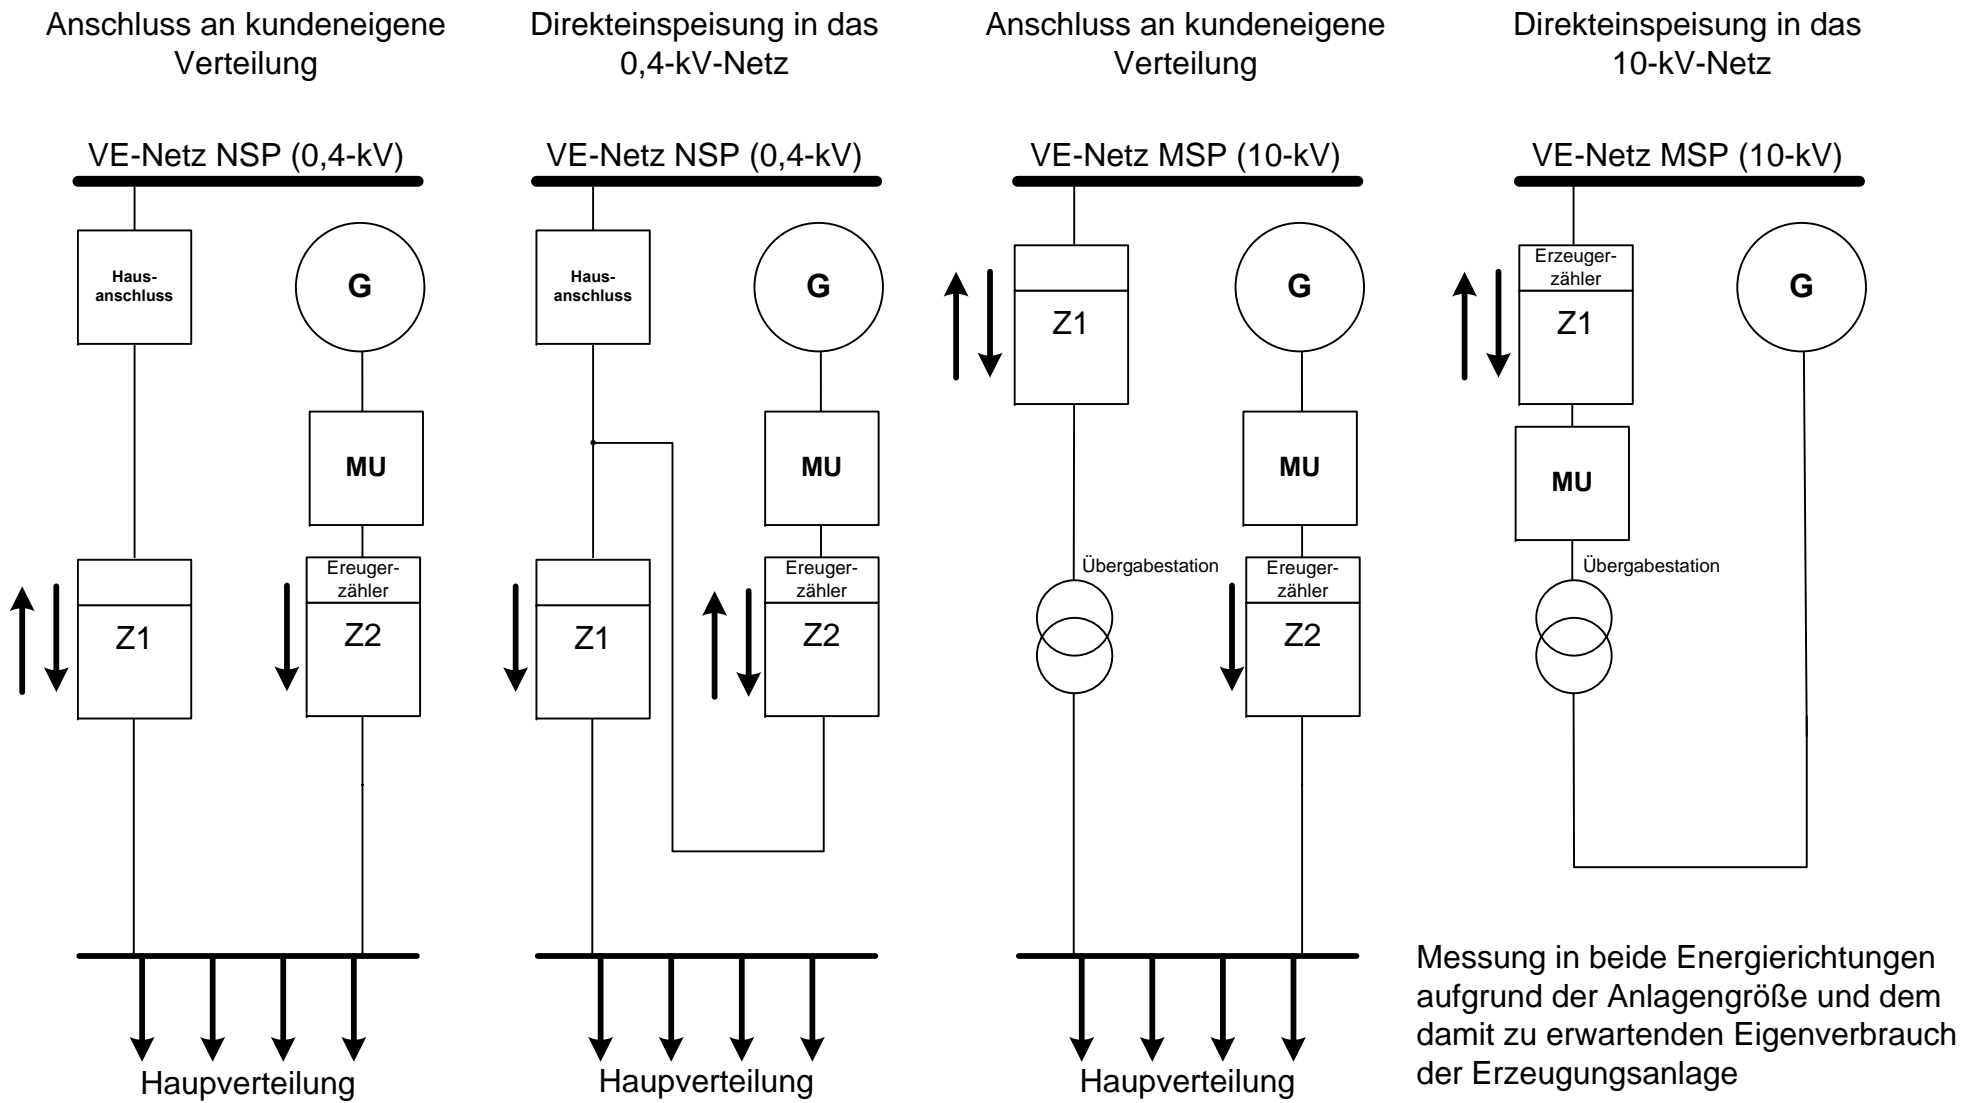 Anschluss an kundeneigene
Verteilung
VE-Netz NSP (0,4-kV)
Haus-
anschluss
G
MU
Z1
Ereuger-
zähler
Z2
Haupverteilung
Direkteinspeisung in das
0,4-kV-Netz
VE-Netz NSP (0,4-kV)
Haus-
anschluss
G
MU
Z1
Ereuger-
zähler
Z2
Haupverteilung
Anschluss an kundeneigene
Verteilung
VE-Netz MSP (10-kV)
Z1
G
MU
Übergabestation
Ereuger-
zähler
Z2
Haupverteilung
Direkteinspeisung in das
10-kV-Netz
VE-Netz MSP (10-kV)
Erzeuger-
zähler
Z1
G
MU
Übergabestation
Messung in beide Energierichtungen
aufgrund der Anlagengröße und dem
damit zu erwartenden Eigenverbrauch
der Erzeugungsanlage